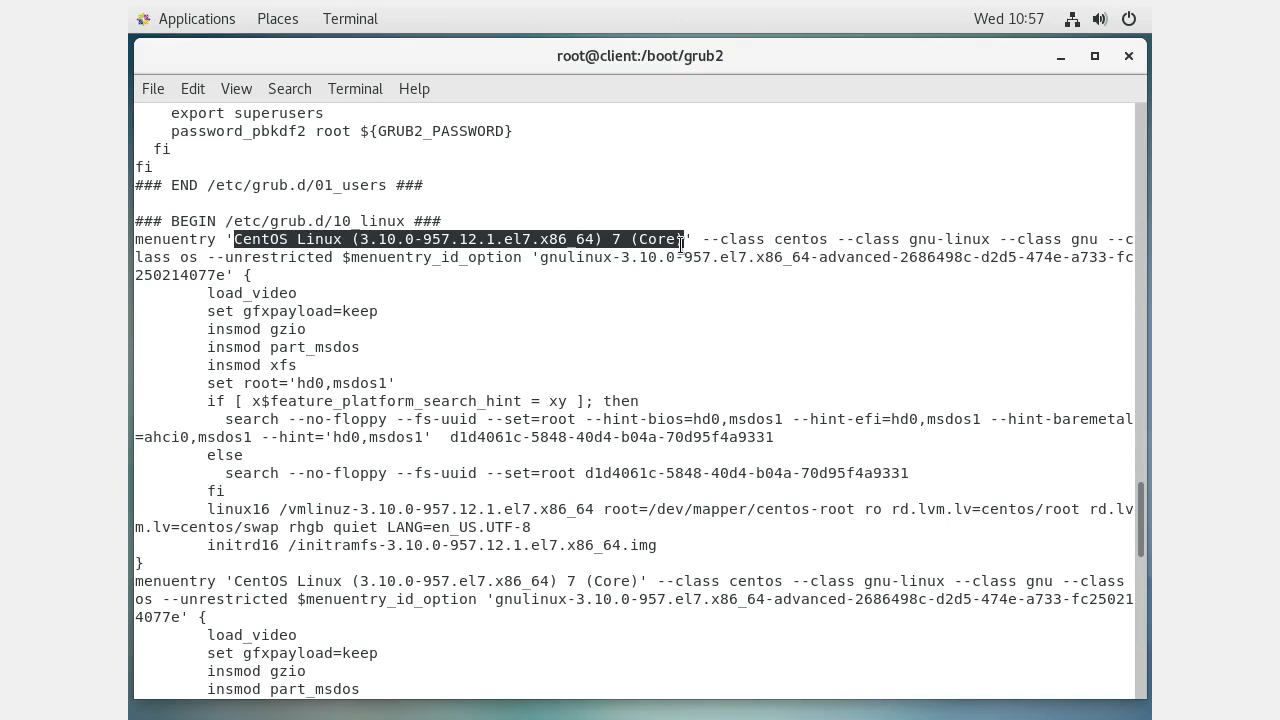 Applications Places Terminal Wed 10:57
root@client:/boot/grub2
File Edit View Search Terminal Help
export superusers
password_pbkdf2 root ${GRUB2_PASSWORD}
fi
fi
### END /etc/grub.d/01_users ###
### BEGIN /etc/grub.d/10_linux ###
menuentry 'CentOS Linux (3.10.0-957.12.1.el7.x86_64) 7 (Core)' --class centos --class gnu-linux --class gnu --c
lass os --unrestricted $menuentry_id_option 'gnulinux-3.10.0-957.el7.x86_64-advanced-2686498c-d2d5-474e-a733-fc
250214077e' {
load_video
set gfxpayload=keep
insmod gzio
insmod part_msdos
insmod xfs
set root='hd0,msdos1'
if [ x$feature_platform_search_hint = xy ]; then
search --no-floppy --fs-uuid --set=root --hint-bios=hd0,msdos1 --hint-efi=hd0,msdos1 --hint-baremetal
=ahci0,msdos1 --hint='hd0,msdos1'  d1d4061c-5848-40d4-b04a-70d95f4a9331
else
search --no-floppy --fs-uuid --set=root d1d4061c-5848-40d4-b04a-70d95f4a9331
fi
linux16 /vmlinuz-3.10.0-957.12.1.el7.x86_64 root=/dev/mapper/centos-root ro rd.lvm.lv=centos/root rd.lv
m.lv=centos/swap rhgb quiet LANG=en_US.UTF-8
initrd16 /initramfs-3.10.0-957.12.1.el7.x86_64.img
}
menuentry 'CentOS Linux (3.10.0-957.el7.x86_64) 7 (Core)' --class centos --class gnu-linux --class gnu --class
os --unrestricted $menuentry_id_option 'gnulinux-3.10.0-957.el7.x86_64-advanced-2686498c-d2d5-474e-a733-fc25021
4077e' {
load_video
set gfxpayload=keep
insmod gzio
insmod part_msdos